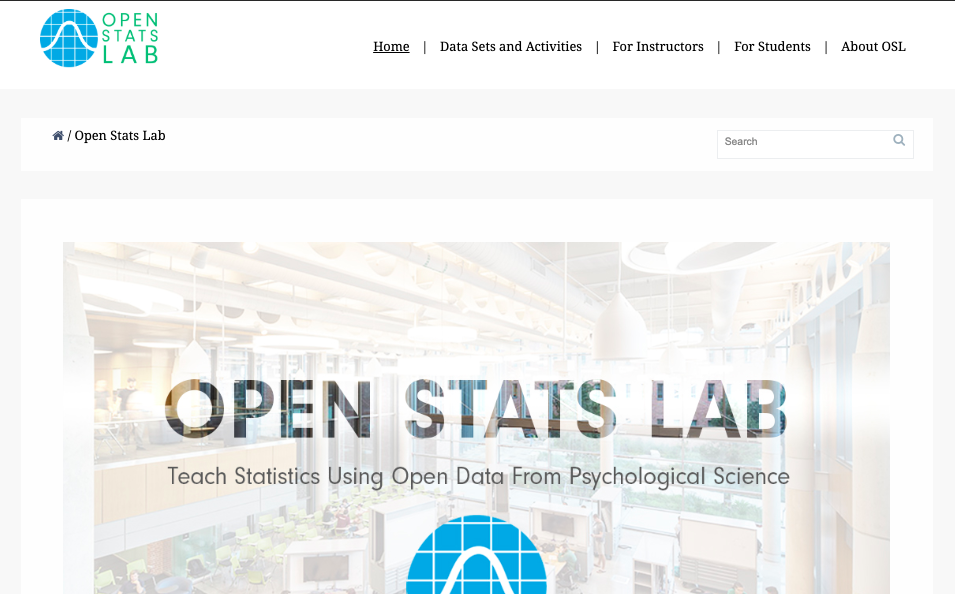 OPEN
STATS
LAB
Home | Data Sets and Activities | For Instructors | For Students | About OSL
/ Open Stats Lab
Search
OPEN STATS LAB
Teach Statistics Using Open Data From Psychological Science